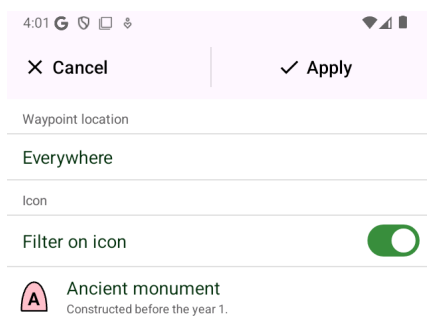 4:01 G
Cancel
Apply
Waypoint location
Everywhere
Icon
Filter on icon
A
Ancient monument
Constructed before the year 1.